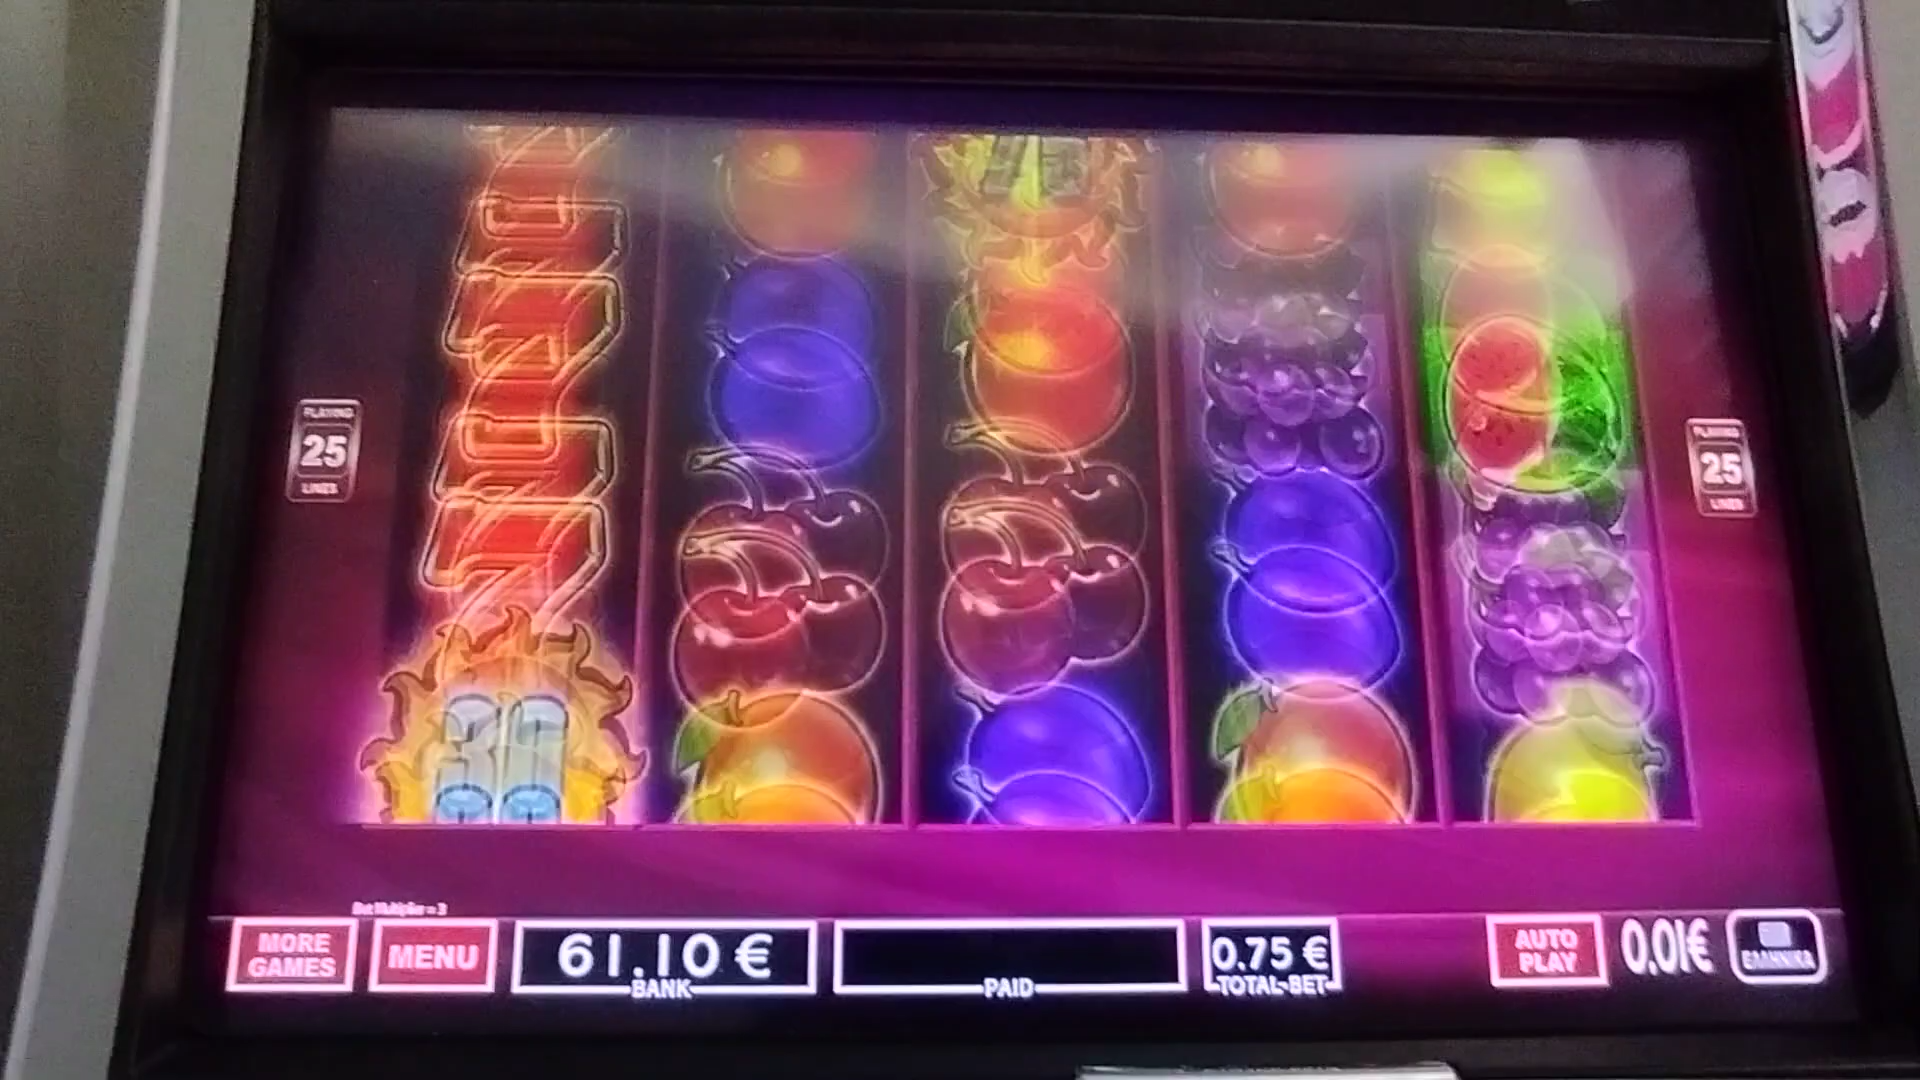 PLAYING
25
LINES
PLAYING
25
LINES
Bet Multiplier = 3
MORE
GAMES
MENU
61.10 €
BANK
PAID
0.75 €
TOTAL-BET
AUTO
PLAY
0,01€
ΕΛΛΗΝΙΚΑ